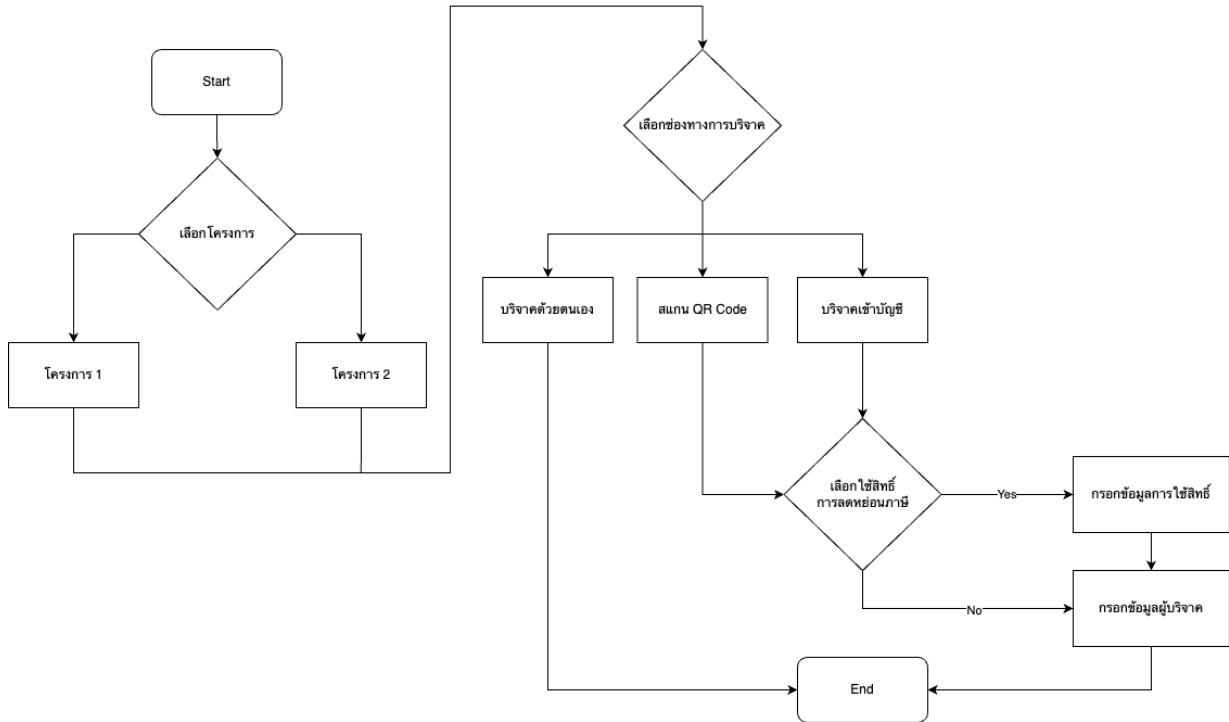 Start
เลือกโครงการ
โครงการ 1
โครงการ 2
เลือกช่องทางการบริจาค
บริจาคด้วยตนเอง
สแกน QR Code
บริจาคเข้าบัญชี
เลือกใช้สิทธิ์
การลดหย่อนภาษี
Yes
กรอกข้อมูลการใช้สิทธิ์
No
กรอกข้อมูลผู้บริจาค
End